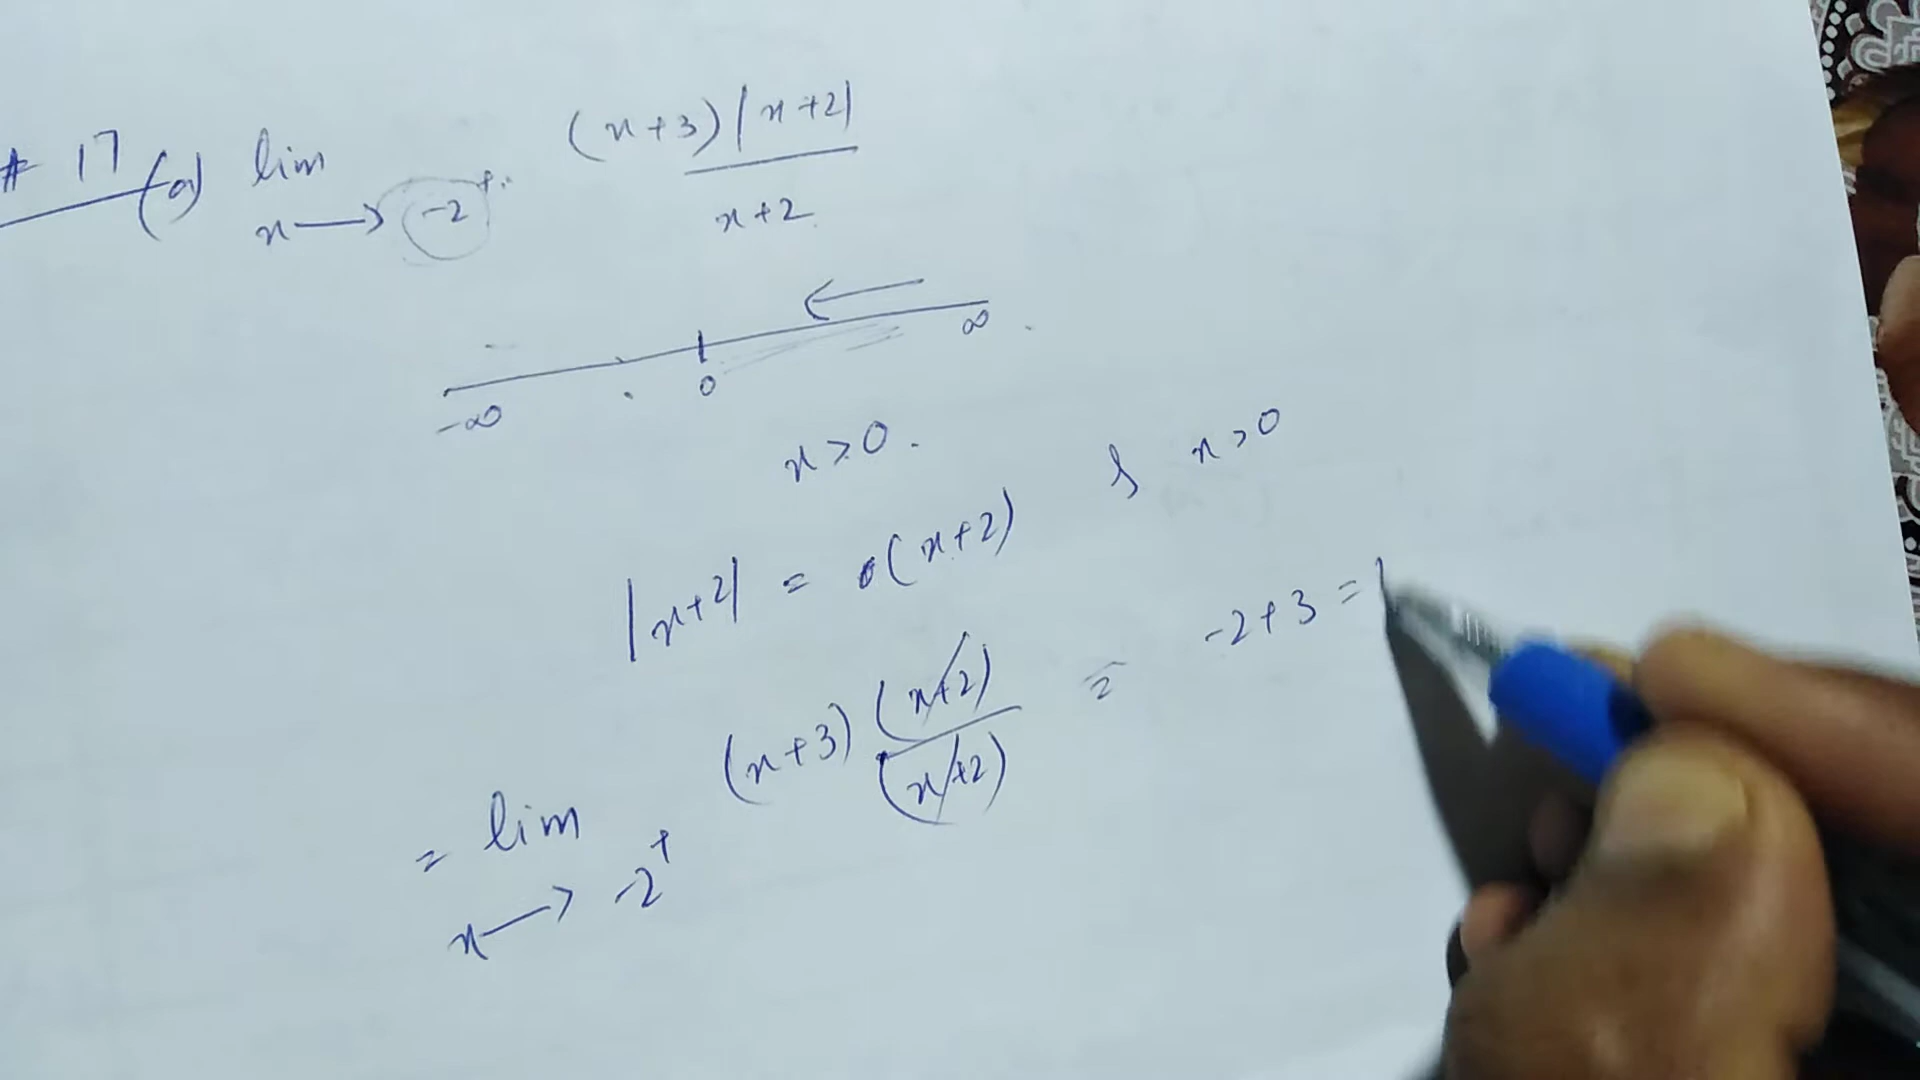 # 17 (a) lim x → -2⁺ (x+3) |x+2| / x+2
-∞ 0 ∞
x > 0.
|x+2| = (x+2) x > 0
= lim x → -2⁺ (x+3) (x+2) / (x+2) = -2+3 = 1